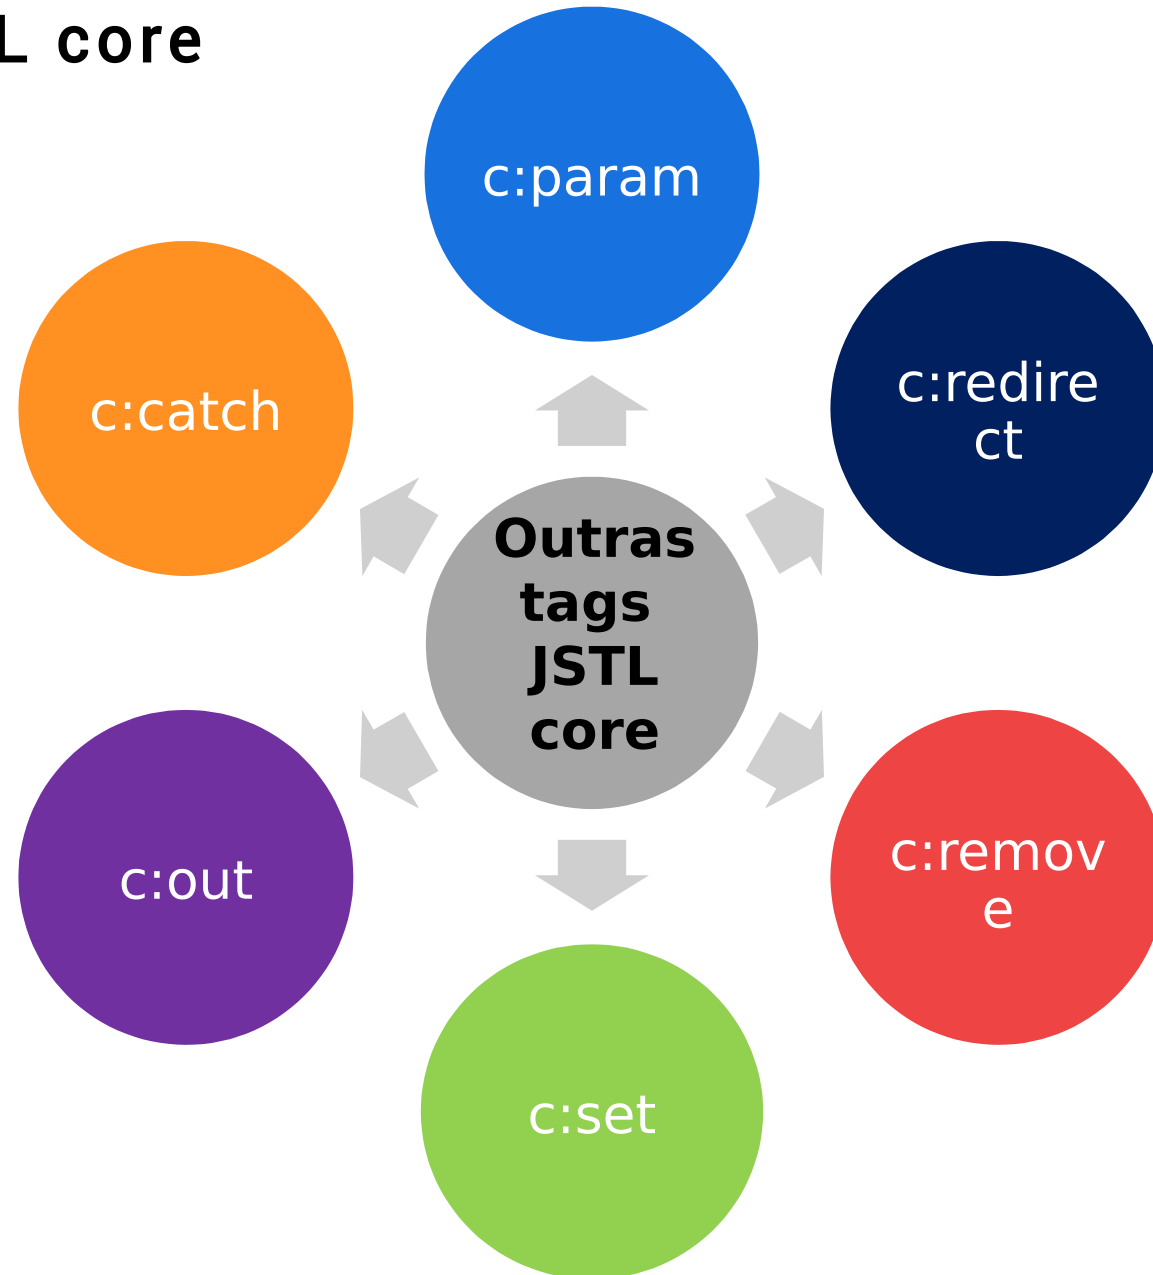 L core
c:param
c:redire
ct
c:catch
Outras
tags
JSTL
core
c:remov
e
c:out
c:set